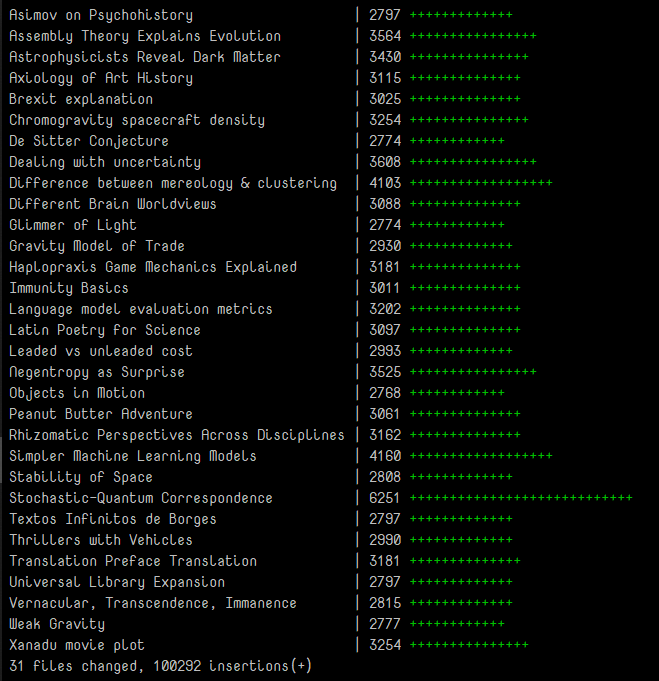 Asimov on Psychohistory | 2797 +++++++++++++
Assembly Theory Explains Evolution | 3564 ++++++++++++++++
Astrophysicists Reveal Dark Matter | 3430 +++++++++++++++
Axiology of Art History | 3115 ++++++++++++++
Brexit explanation | 3025 ++++++++++++++
Chromogravity spacecraft density | 3254 +++++++++++++++
De Sitter Conjecture | 2774 ++++++++++++
Dealing with uncertainty | 3608 ++++++++++++++++
Difference between mereology & clustering | 4103 ++++++++++++++++++
Different Brain Worldviews | 3088 ++++++++++++++
Glimmer of Light | 2774 ++++++++++++
Gravity Model of Trade | 2930 +++++++++++++
Haplopraxis Game Mechanics Explained | 3181 ++++++++++++++
Immunity Basics | 3011 ++++++++++++++
Language model evaluation metrics | 3202 ++++++++++++++
Latin Poetry for Science | 3097 ++++++++++++++
Leaded vs unleaded cost | 2993 +++++++++++++
Negentropy as Surprise | 3525 ++++++++++++++++
Objects in Motion | 2768 ++++++++++++
Peanut Butter Adventure | 3061 ++++++++++++++
Rhizomatic Perspectives Across Disciplines | 3162 ++++++++++++++
Simpler Machine Learning Models | 4160 ++++++++++++++++++
Stability of Space | 2808 +++++++++++++
Stochastic-Quantum Correspondence | 6251 ++++++++++++++++++++++++++++
Textos Infinitos de Borges | 2797 +++++++++++++
Thrillers with Vehicles | 2990 +++++++++++++
Translation Preface Translation | 3181 ++++++++++++++
Universal Library Expansion | 2797 +++++++++++++
Vernacular, Transcendence, Immanence | 2815 +++++++++++++
Weak Gravity | 2777 ++++++++++++
Xanadu movie plot | 3254 +++++++++++++++
31 files changed, 100292 insertions(+)